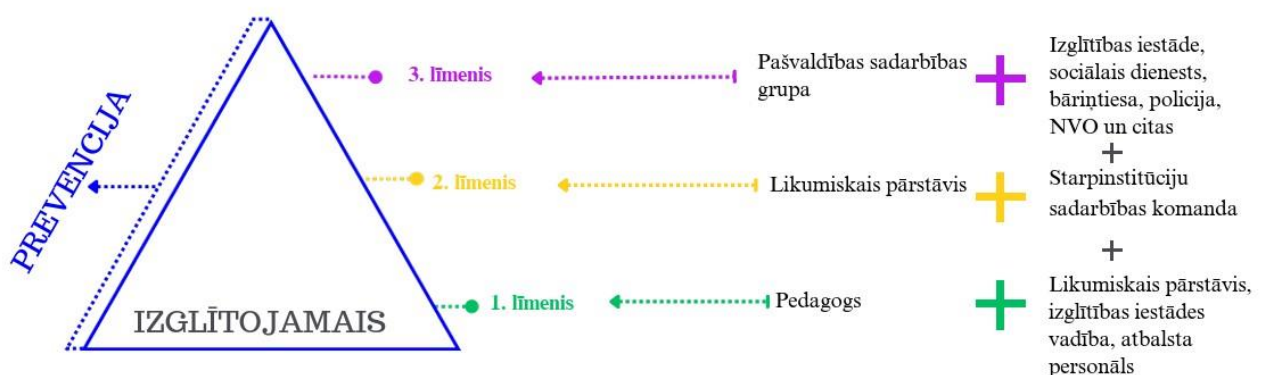 PREVENCIJA
IZGLĪTOJAMAIS
3. līmenis
Pašvaldības sadarbības
grupa
+
Izglītības iestāde,
sociālais dienests,
bāriņtiesa, policija,
NVO un citas
+
2. līmenis
Likumiskais pārstāvis
+
Starpinstitūciju
sadarbības komanda
+
1. līmenis
Pedagogs
+
Likumiskais pārstāvis,
izglītības iestādes
vadība, atbalsta
personāls